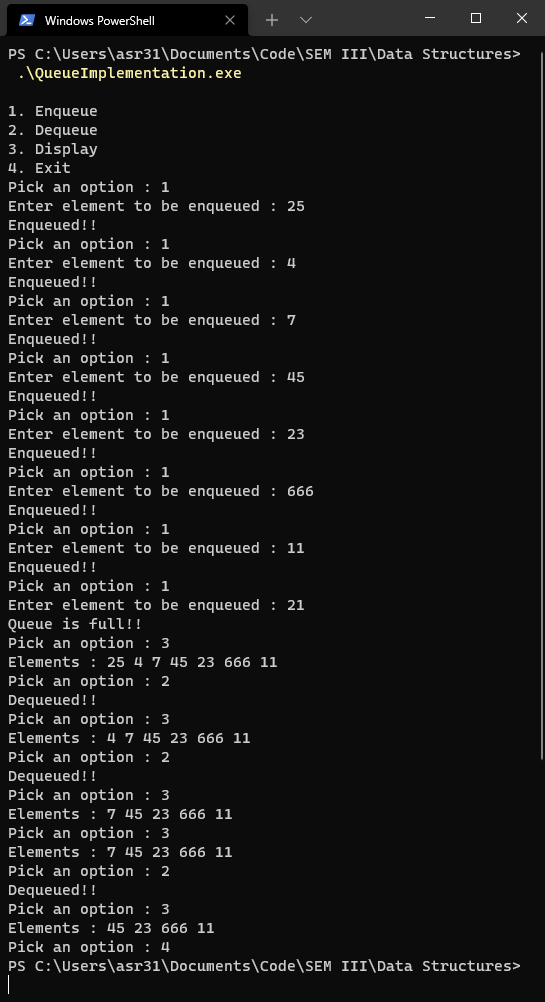 Windows PowerShell
PS C:\Users\asr31\Documents\Code\SEM III\Data Structures>
.\QueueImplementation.exe
1. Enqueue
2. Dequeue
3. Display
4. Exit
Pick an option : 1
Enter element to be enqueued : 25
Enqueued!!
Pick an option : 1
Enter element to be enqueued : 4
Enqueued!!
Pick an option : 1
Enter element to be enqueued : 7
Enqueued!!
Pick an option : 1
Enter element to be enqueued : 45
Enqueued!!
Pick an option : 1
Enter element to be enqueued : 23
Enqueued!!
Pick an option : 1
Enter element to be enqueued : 666
Enqueued!!
Pick an option : 1
Enter element to be enqueued : 11
Enqueued!!
Pick an option : 1
Enter element to be enqueued : 21
Queue is full!!
Pick an option : 3
Elements : 25 4 7 45 23 666 11
Pick an option : 2
Dequeued!!
Pick an option : 3
Elements : 4 7 45 23 666 11
Pick an option : 2
Dequeued!!
Pick an option : 3
Elements : 7 45 23 666 11
Pick an option : 3
Elements : 7 45 23 666 11
Pick an option : 2
Dequeued!!
Pick an option : 3
Elements : 45 23 666 11
Pick an option : 4
PS C:\Users\asr31\Documents\Code\SEM III\Data Structures>